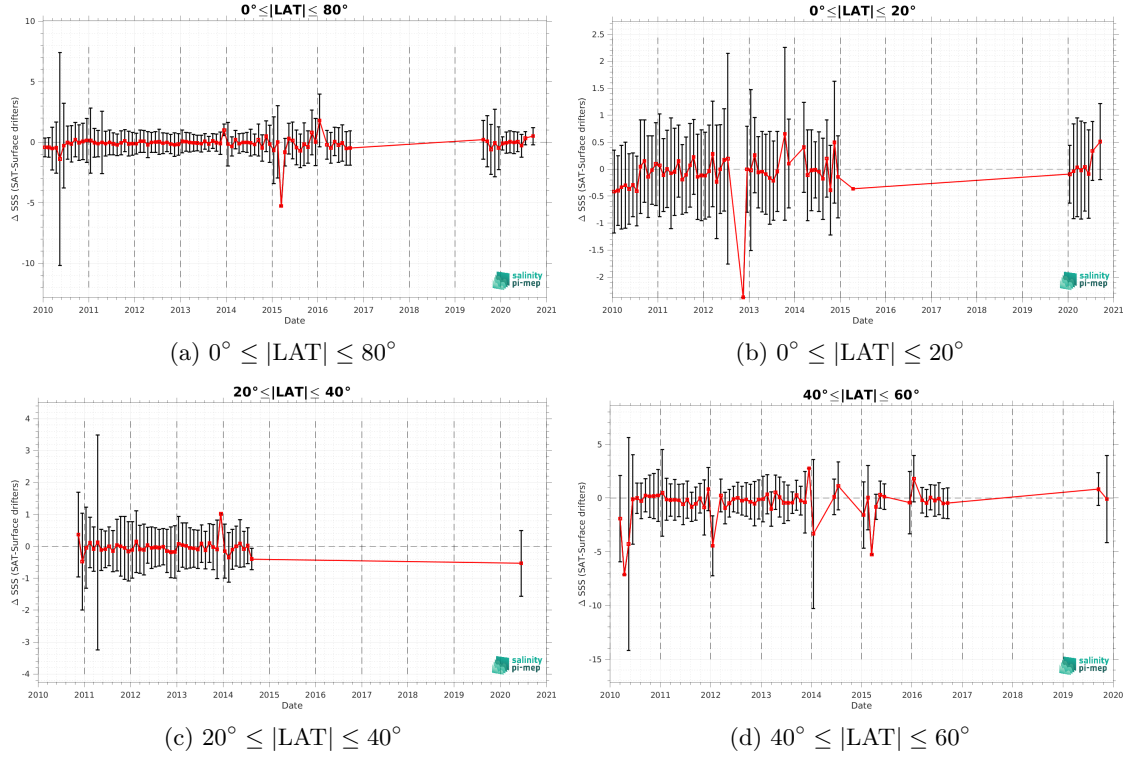 0°≤|LAT|≤ 80°
Δ SSS (SAT-Surface drifters)
10
5
0
-5
-10
2010 2011 2012 2013 2014 2015 2016 2017 2018 2019 2020 2021
Date
salinity
pi-mep
(a) 0° ≤ |LAT| ≤ 80°
0°≤|LAT|≤ 20°
Δ SSS (SAT-Surface drifters)
2.5
2
1.5
1
0.5
0
-0.5
-1
-1.5
-2
2010 2011 2012 2013 2014 2015 2016 2017 2018 2019 2020 2021
Date
salinity
pi-mep
(b) 0° ≤ |LAT| ≤ 20°
20°≤|LAT|≤ 40°
Δ SSS (SAT-Surface drifters)
4
3
2
1
0
-1
-2
-3
-4
2010 2011 2012 2013 2014 2015 2016 2017 2018 2019 2020 2021
Date
salinity
pi-mep
(c) 20° ≤ |LAT| ≤ 40°
40°≤|LAT|≤ 60°
Δ SSS (SAT-Surface drifters)
5
0
-5
-10
-15
2010 2011 2012 2013 2014 2015 2016 2017 2018 2019 2020
Date
salinity
pi-mep
(d) 40° ≤ |LAT| ≤ 60°